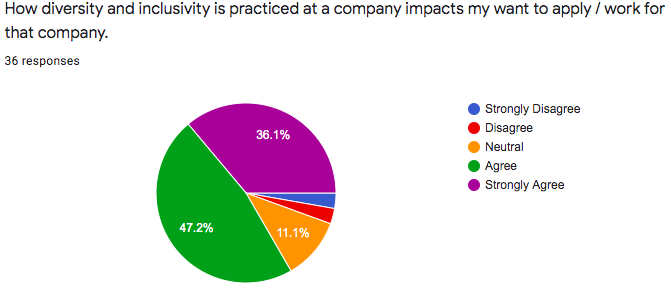 How diversity and inclusivity is practiced at a company impacts my want to apply / work for
that company.
36 responses
36.1%
47.2%
11.1%
Strongly Disagree
Disagree
Neutral
Agree
Strongly Agree